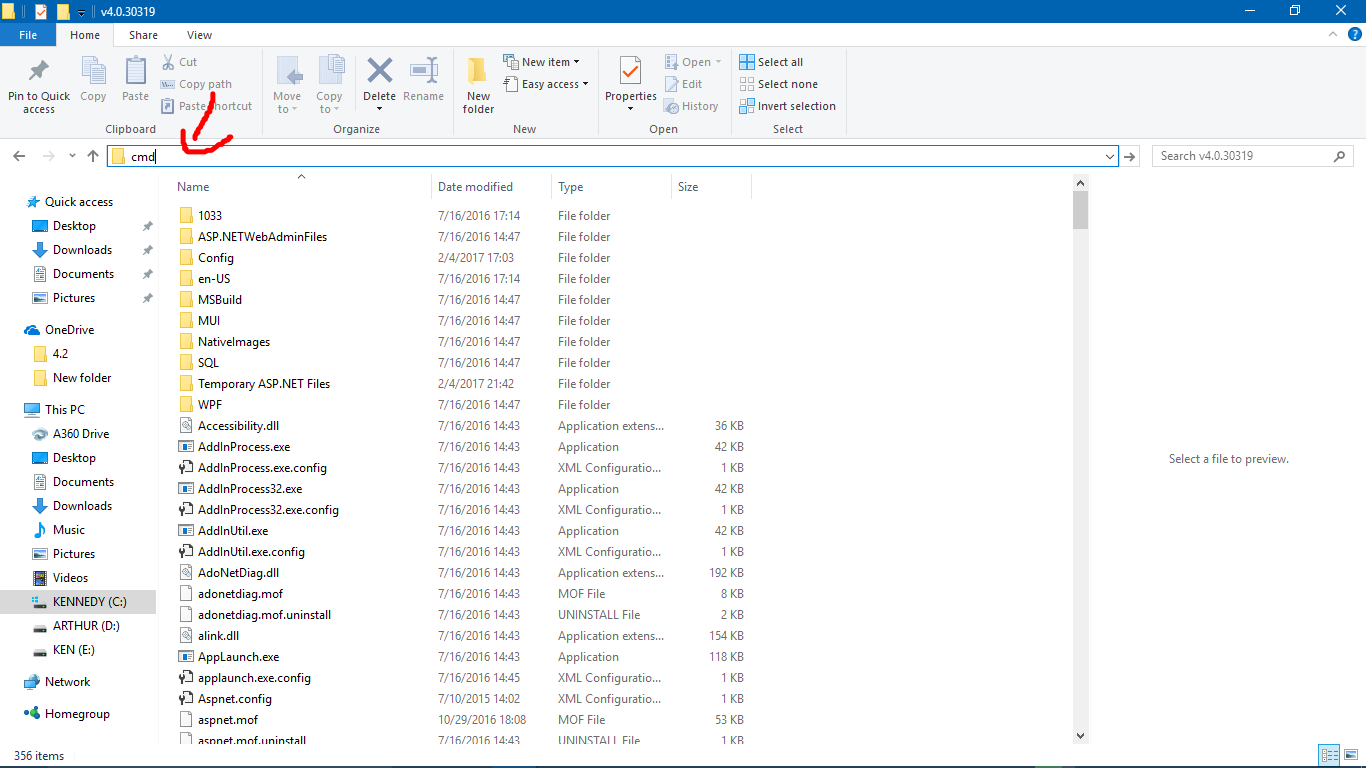 v4.0.30319
File Home Share View
Pin to Quick access
Copy
Paste
Cut
Copy path
Paste shortcut
Clipboard
Move to
Copy to
Delete
Rename
Organize
New folder
New item
Easy access
New
Properties
Open
Edit
History
Open
Select all
Select none
Invert selection
Select
cmd
Search v4.0.30319
Quick access
Desktop
Downloads
Documents
Pictures
OneDrive
4.2
New folder
This PC
A360 Drive
Desktop
Documents
Downloads
Music
Pictures
Videos
KENNEDY (C:)
ARTHUR (D:)
KEN (E:)
Network
Homegroup
Name Date modified Type Size
1033 7/16/2016 17:14 File folder
ASP.NETWebAdminFiles 7/16/2016 14:47 File folder
Config 2/4/2017 17:03 File folder
en-US 7/16/2016 17:14 File folder
MSBuild 7/16/2016 14:47 File folder
MUI 7/16/2016 14:47 File folder
NativeImages 7/16/2016 14:47 File folder
SQL 7/16/2016 14:47 File folder
Temporary ASP.NET Files 2/4/2017 21:42 File folder
WPF 7/16/2016 14:47 File folder
Accessibility.dll 7/16/2016 14:43 Application extens... 36 KB
AddInProcess.exe 7/16/2016 14:43 Application 42 KB
AddInProcess.exe.config 7/16/2016 14:43 XML Configuratio... 1 KB
AddInProcess32.exe 7/16/2016 14:43 Application 42 KB
AddInProcess32.exe.config 7/16/2016 14:43 XML Configuratio... 1 KB
AddInUtil.exe 7/16/2016 14:43 Application 42 KB
AddInUtil.exe.config 7/16/2016 14:43 XML Configuratio... 1 KB
AdoNetDiag.dll 7/16/2016 14:43 Application extens... 192 KB
adonetdiag.mof 7/16/2016 14:43 MOF File 8 KB
adonetdiag.mof.uninstall 7/16/2016 14:43 UNINSTALL File 2 KB
alink.dll 7/16/2016 14:43 Application extens... 154 KB
AppLaunch.exe 7/16/2016 14:43 Application 118 KB
applaunch.exe.config 7/16/2016 14:45 XML Configuratio... 1 KB
Aspnet.config 7/10/2015 14:02 XML Configuratio... 1 KB
aspnet.mof 10/29/2016 18:08 MOF File 53 KB
aspnet.mof.uninstall 7/16/2016 14:43 UNINSTALL File 1 KB
Select a file to preview.
356 items